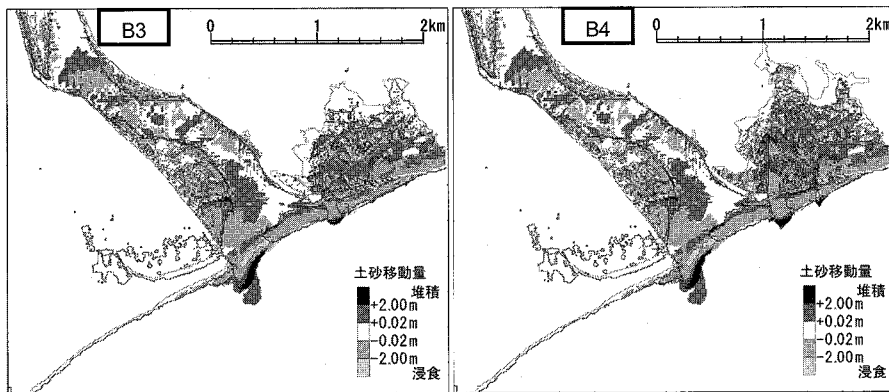 B3
0 1 2km
土砂移動量
堆積
+2.00m
+0.02m
-0.02m
-2.00m
浸食
B4
0 1 2km
土砂移動量
堆積
+2.00m
+0.02m
-0.02m
-2.00m
浸食